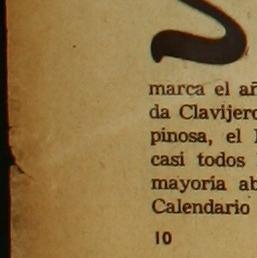 marca el añ
da Clavijero
pinosa, el
casi todos
mayoría ab
Calendario
10